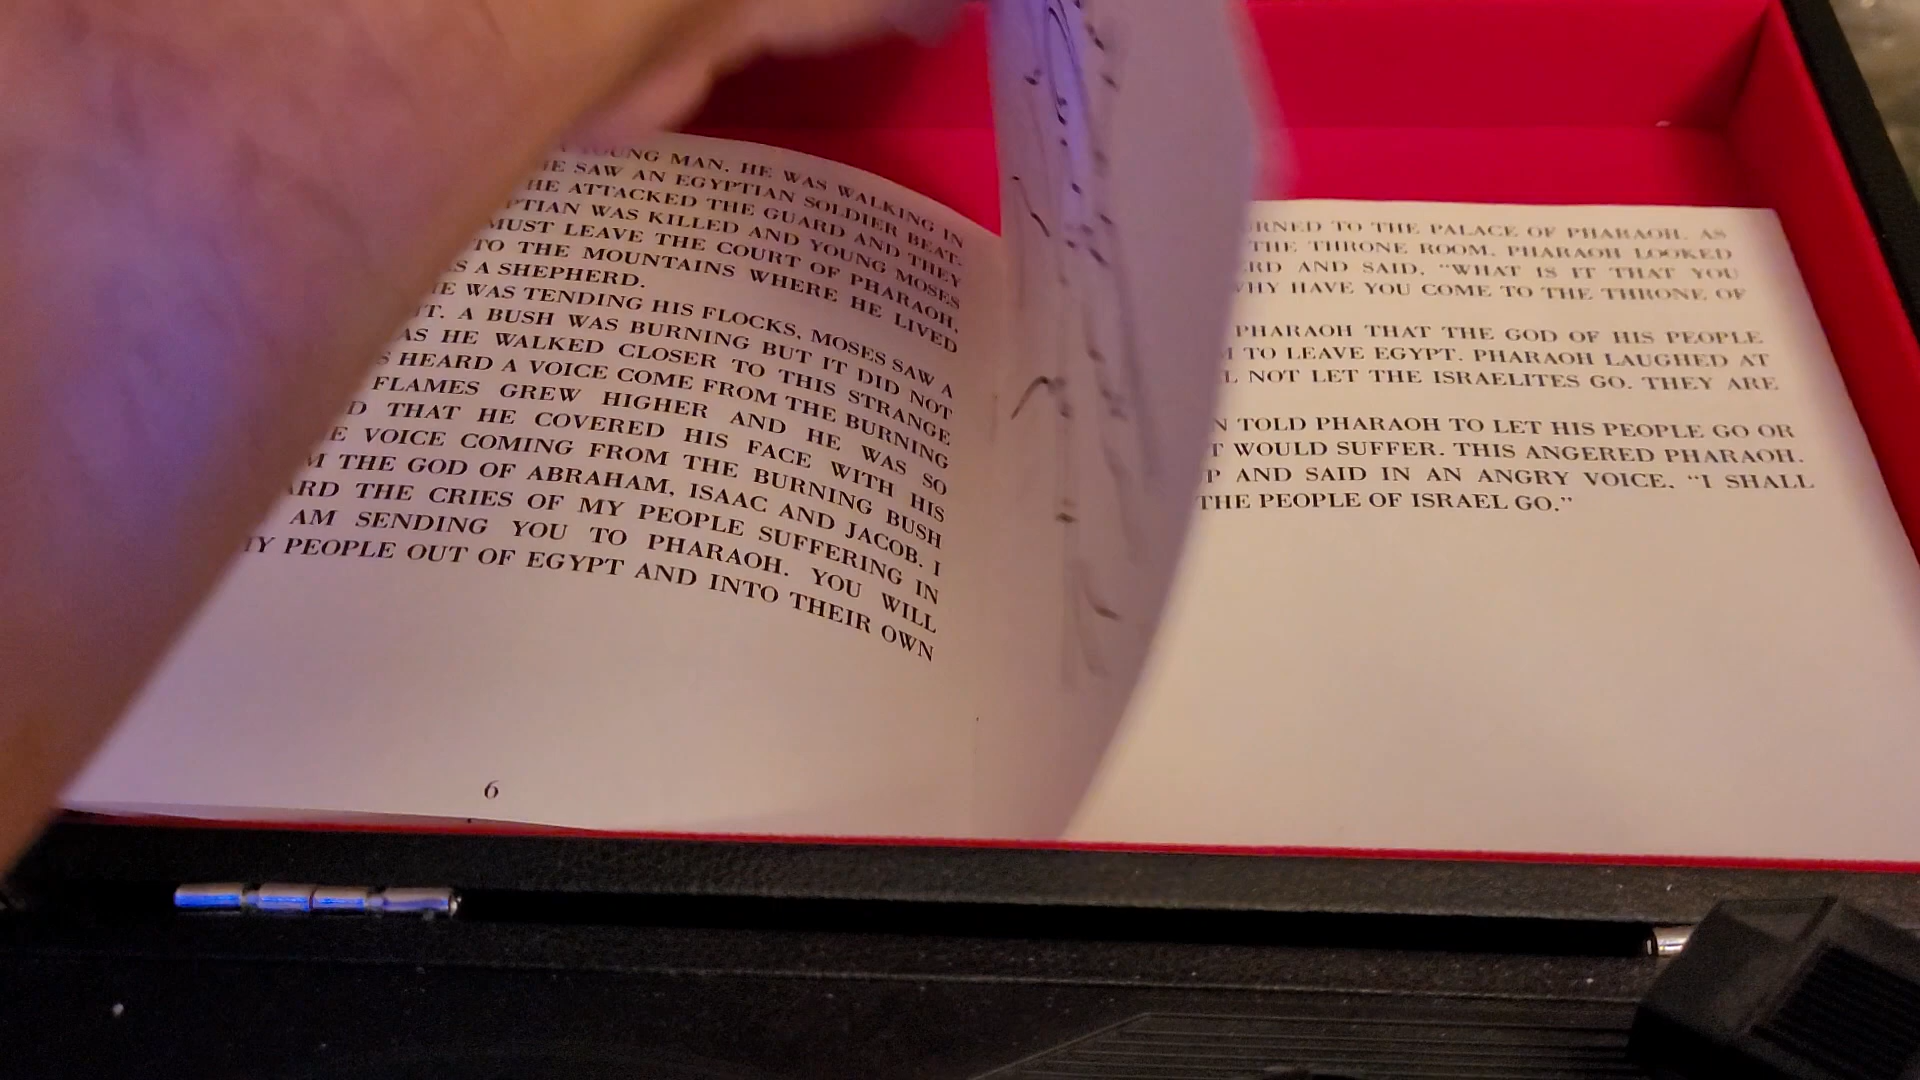 YOUNG MAN. HE WAS WALKING IN
HE SAW AN EGYPTIAN SOLDIER BEAT-
HE ATTACKED THE GUARD AND THEY
PTIAN WAS KILLED AND YOUNG MOSES
MUST LEAVE THE COURT OF PHARAOH,
TO THE MOUNTAINS WHERE HE LIVED
AS A SHEPHERD.
HE WAS TENDING HIS FLOCKS, MOSES SAW A
IT. A BUSH WAS BURNING BUT IT DID NOT
AS HE WALKED CLOSER TO THIS STRANGE
S HEARD A VOICE COME FROM THE BURNING
FLAMES GREW HIGHER AND HE WAS SO
D THAT HE COVERED HIS FACE WITH HIS
E VOICE COMING FROM THE BURNING BUSH
M THE GOD OF ABRAHAM, ISAAC AND JACOB. I
ARD THE CRIES OF MY PEOPLE SUFFERING IN
AM SENDING YOU TO PHARAOH. YOU WILL
MY PEOPLE OUT OF EGYPT AND INTO THEIR OWN
6
URNED TO THE PALACE OF PHARAOH. AS
THE THRONE ROOM, PHARAOH LOOKED
ERD AND SAID, “WHAT IS IT THAT YOU
WHY HAVE YOU COME TO THE THRONE OF
PHARAOH THAT THE GOD OF HIS PEOPLE
M TO LEAVE EGYPT. PHARAOH LAUGHED AT
L NOT LET THE ISRAELITES GO. THEY ARE
N TOLD PHARAOH TO LET HIS PEOPLE GO OR
T WOULD SUFFER. THIS ANGERED PHARAOH.
P AND SAID IN AN ANGRY VOICE, “I SHALL
THE PEOPLE OF ISRAEL GO.”